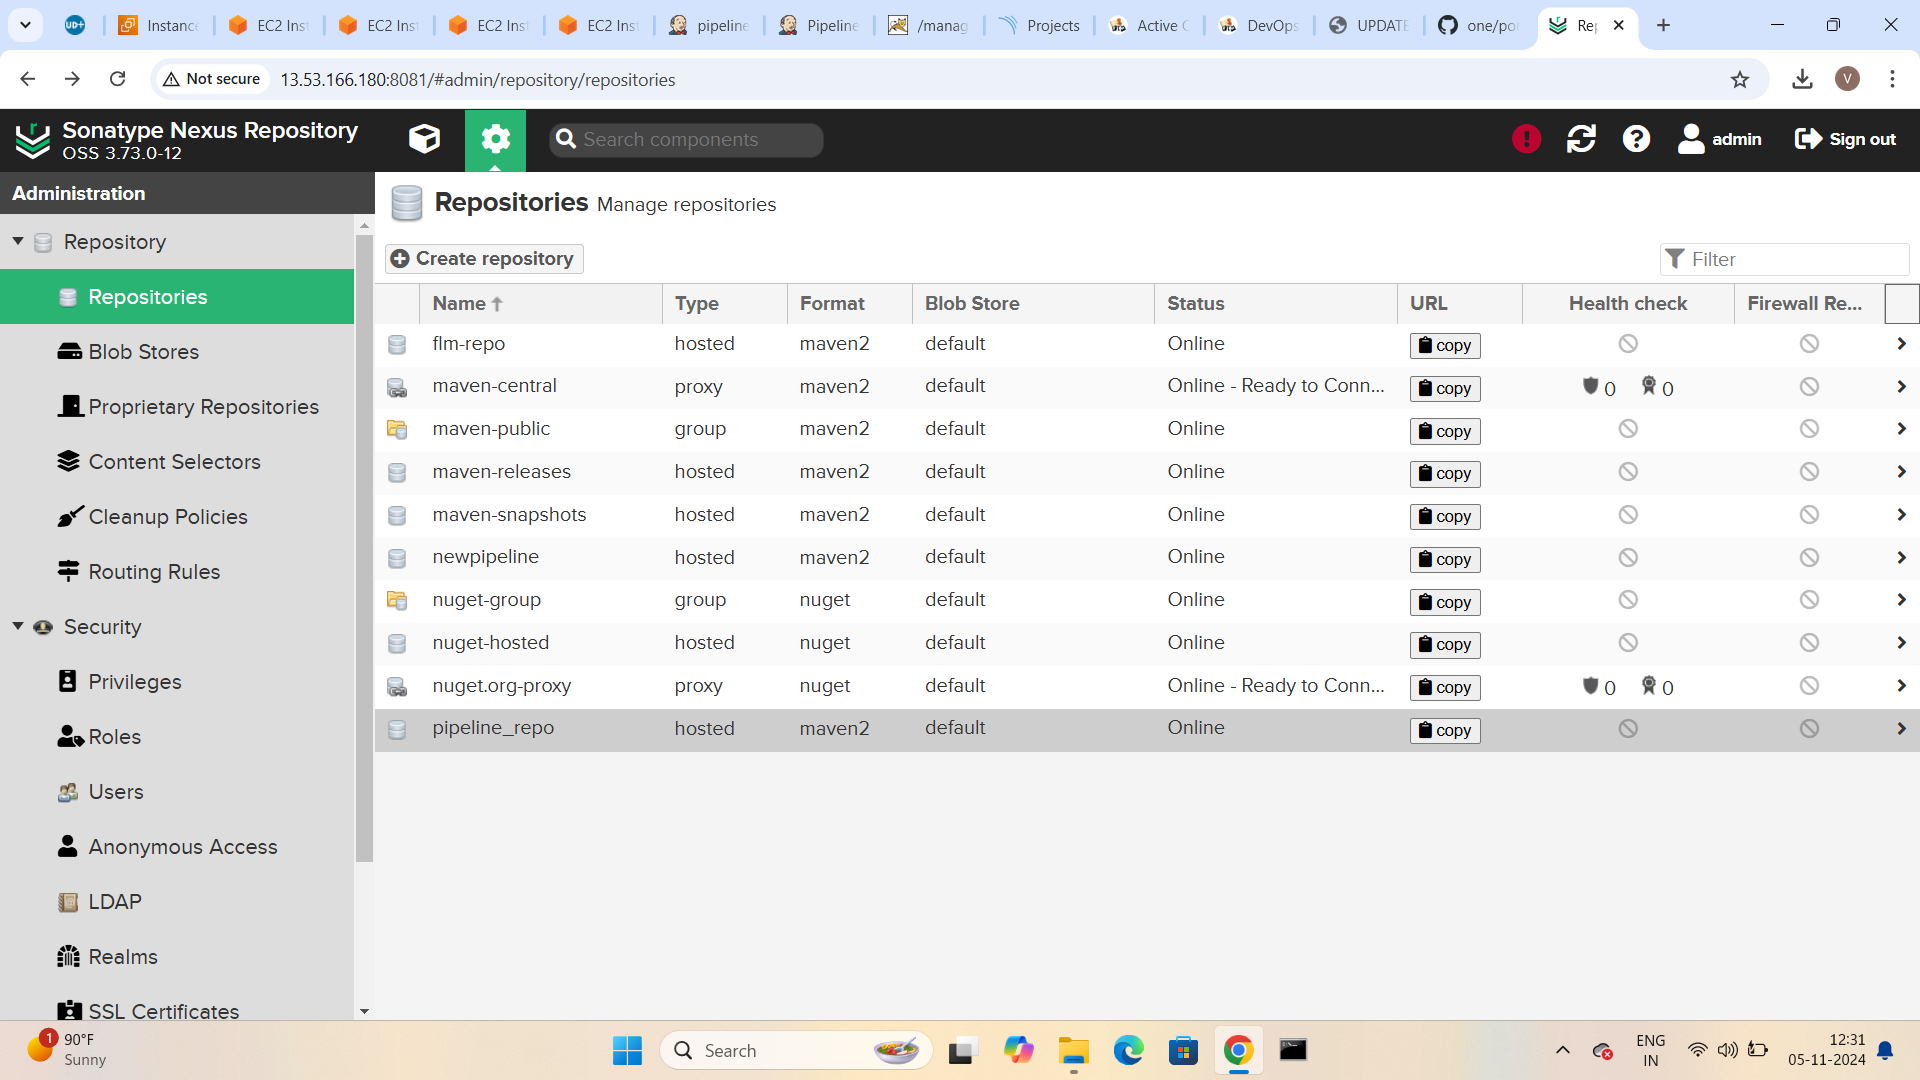 UD+
Instance
EC2 Inst
EC2 Inst
EC2 Inst
EC2 Inst
pipeline
Pipeline
/manag
Projects
Active C
DevOps
UPDATE
one/por
Rep
Not secure
13.53.166.180:8081/#admin/repository/repositories
V
Sonatype Nexus Repository
OSS 3.73.0-12
Search components
admin
Sign out
Administration
Repository
Repositories
Blob Stores
Proprietary Repositories
Content Selectors
Cleanup Policies
Routing Rules
Security
Privileges
Roles
Users
Anonymous Access
LDAP
Realms
SSL Certificates
Repositories Manage repositories
Create repository
Filter
Name Type Format Blob Store Status URL Health check Firewall Re...
flm-repo hosted maven2 default Online copy
maven-central proxy maven2 default Online - Ready to Conn... copy 0 0
maven-public group maven2 default Online copy
maven-releases hosted maven2 default Online copy
maven-snapshots hosted maven2 default Online copy
newpipeline hosted maven2 default Online copy
nuget-group group nuget default Online copy
nuget-hosted hosted nuget default Online copy
nuget.org-proxy proxy nuget default Online - Ready to Conn... copy 0 0
pipeline_repo hosted maven2 default Online copy
1
90°F
Sunny
Search
ENG
IN
12:31
05-11-2024